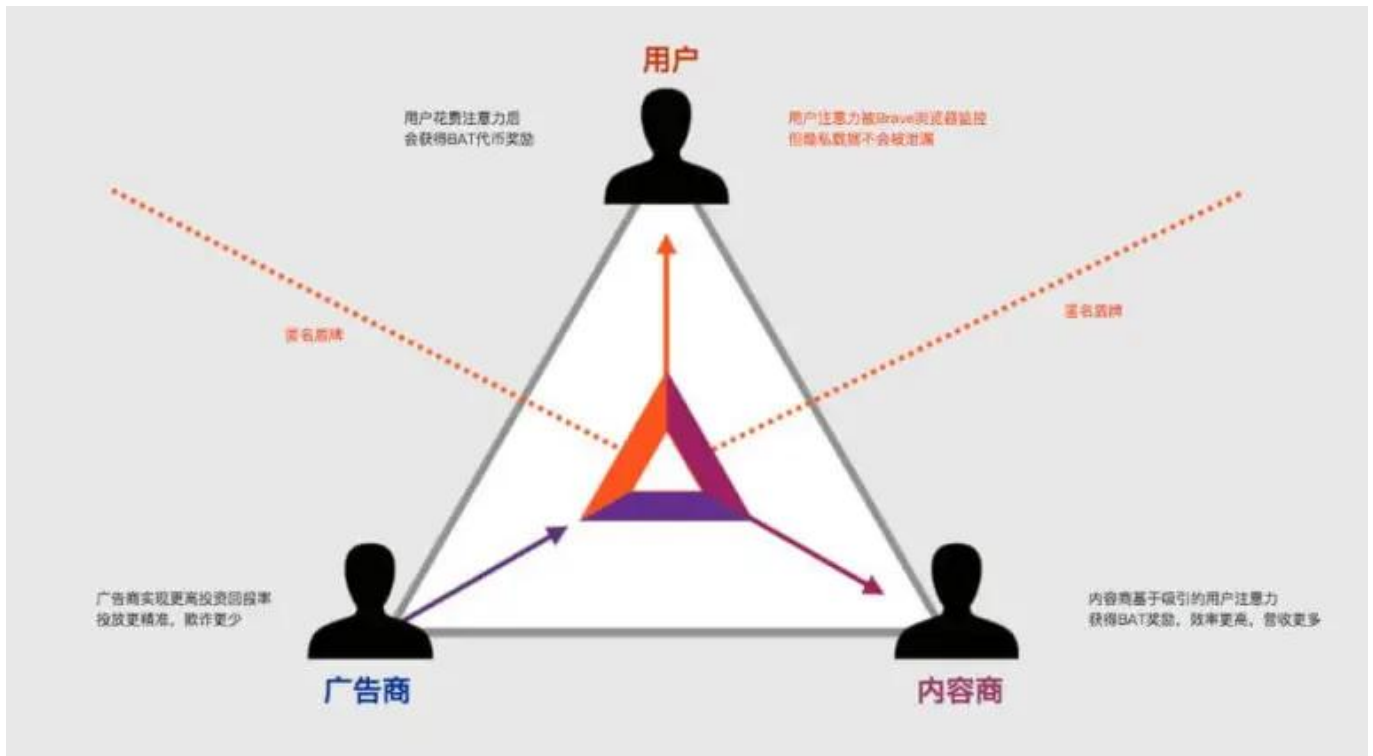 用户
用户花费注意力后
会获得BAT代币奖励
用户注意力被Brave浏览器监控
但隐私数据不会被泄漏
匿名盾牌
匿名盾牌
广告商实现更高投资回报率
投放更精准，欺诈更少
内容商基于吸引的用户注意力
获得BAT奖励，效率更高，营收更多
广告商
内容商